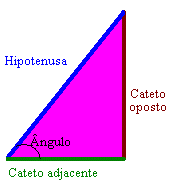 Hipotenusa
Cateto
oposto
Ângulo
Cateto adjacente